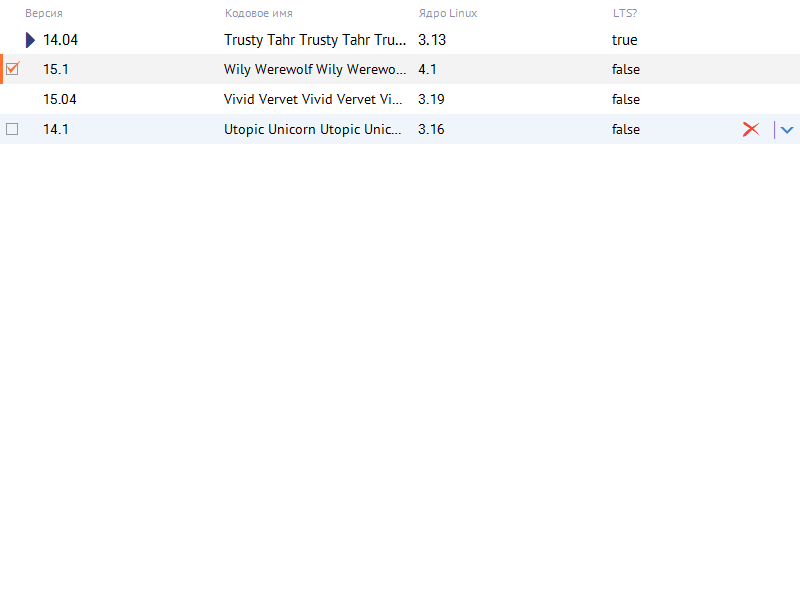 Версия Кодовое имя Ядро Linux LTS?
14.04 Trusty Tahr Trusty Tahr Tru... 3.13 true
15.1 Wily Werewolf Wily Werewo... 4.1 false
15.04 Vivid Vervet Vivid Vervet Vi... 3.19 false
14.1 Utopic Unicorn Utopic Unic... 3.16 false